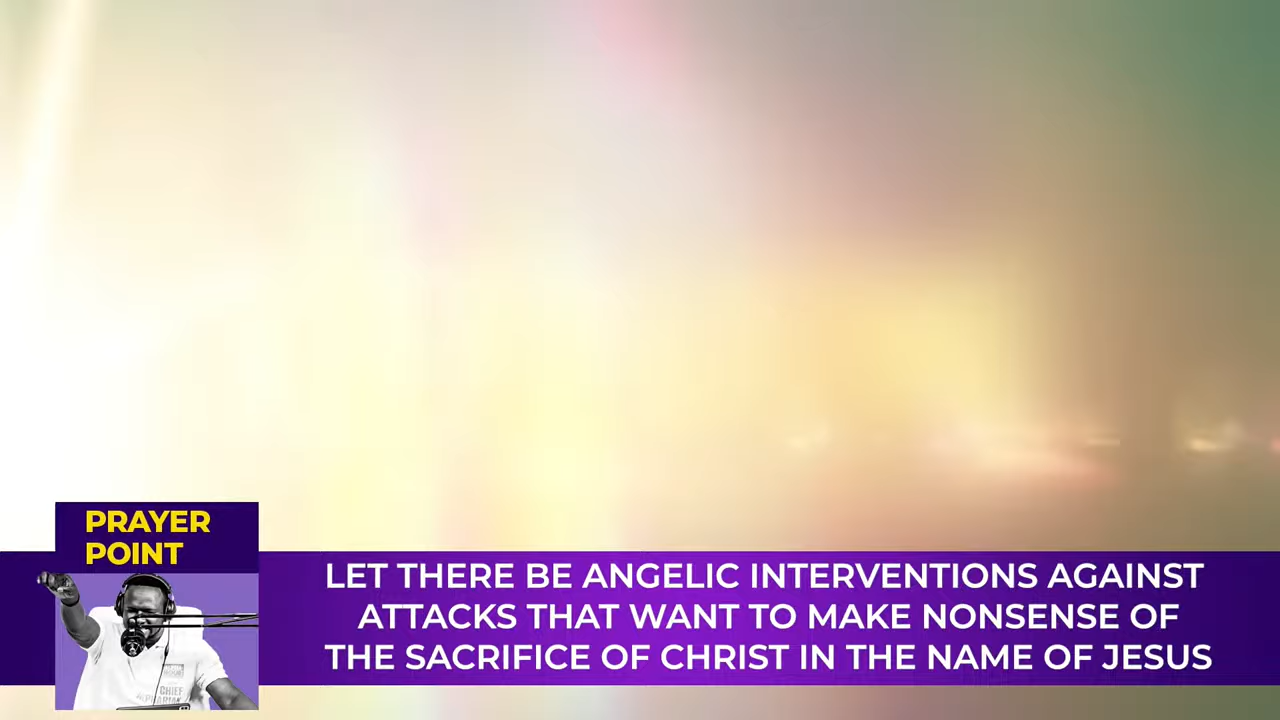 PRAYER
POINT
LET THERE BE ANGELIC INTERVENTIONS AGAINST
ATTACKS THAT WANT TO MAKE NONSENSE OF
THE SACRIFICE OF CHRIST IN THE NAME OF JESUS
CHIEF